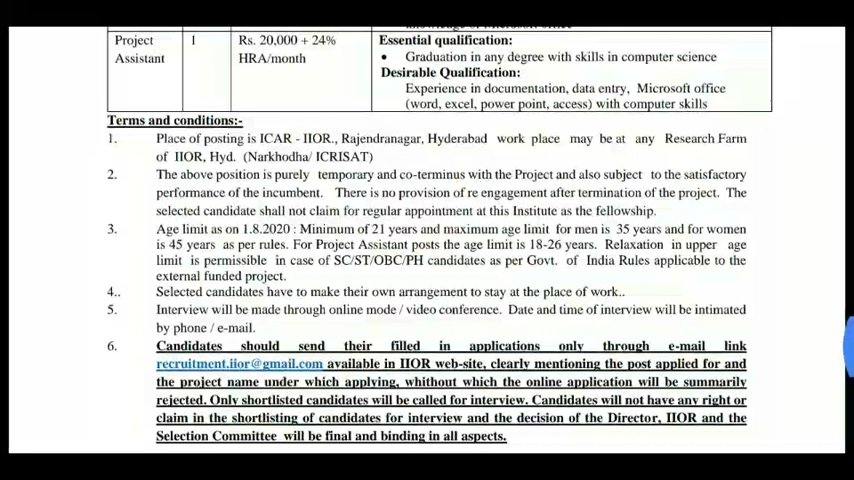 knowledge of Microsoft office
Project 1 Rs. 20,000 + 24% Essential qualification:
Assistant HRA/month • Graduation in any degree with skills in computer science
Desirable Qualification:
Experience in documentation, data entry, Microsoft office
(word, excel, power point, access) with computer skills
Terms and conditions:-
1. Place of posting is ICAR - IIOR., Rajendranagar, Hyderabad work place may be at any Research Farm
of IIOR, Hyd. (Narkhodha/ ICRISAT)
2. The above position is purely temporary and co-terminus with the Project and also subject to the satisfactory
performance of the incumbent. There is no provision of re engagement after termination of the project. The
selected candidate shall not claim for regular appointment at this Institute as the fellowship.
3. Age limit as on 1.8.2020 : Minimum of 21 years and maximum age limit for men is 35 years and for women
is 45 years as per rules. For Project Assistant posts the age limit is 18-26 years. Relaxation in upper age
limit is permissible in case of SC/ST/OBC/PH candidates as per Govt. of India Rules applicable to the
external funded project.
4.. Selected candidates have to make their own arrangement to stay at the place of work..
5. Interview will be made through online mode / video conference. Date and time of interview will be intimated
by phone / e-mail.
6. Candidates should send their filled in applications only through e-mail link
recruitment.iior@gmail.com available in IIOR web-site, clearly mentioning the post applied for and
the project name under which applying, whithout which the online application will be summarily
rejected. Only shortlisted candidates will be called for interview. Candidates will not have any right or
claim in the shortlisting of candidates for interview and the decision of the Director, IIOR and the
Selection Committee will be final and binding in all aspects.